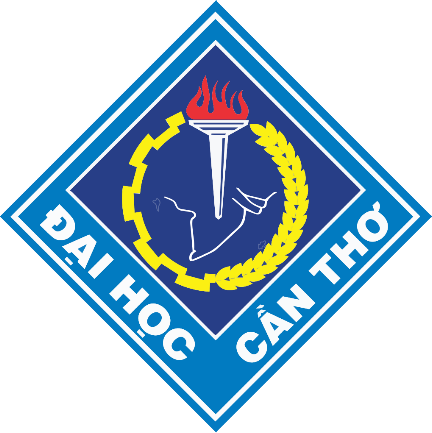 ĐẠI HỌC
CẦN THƠ